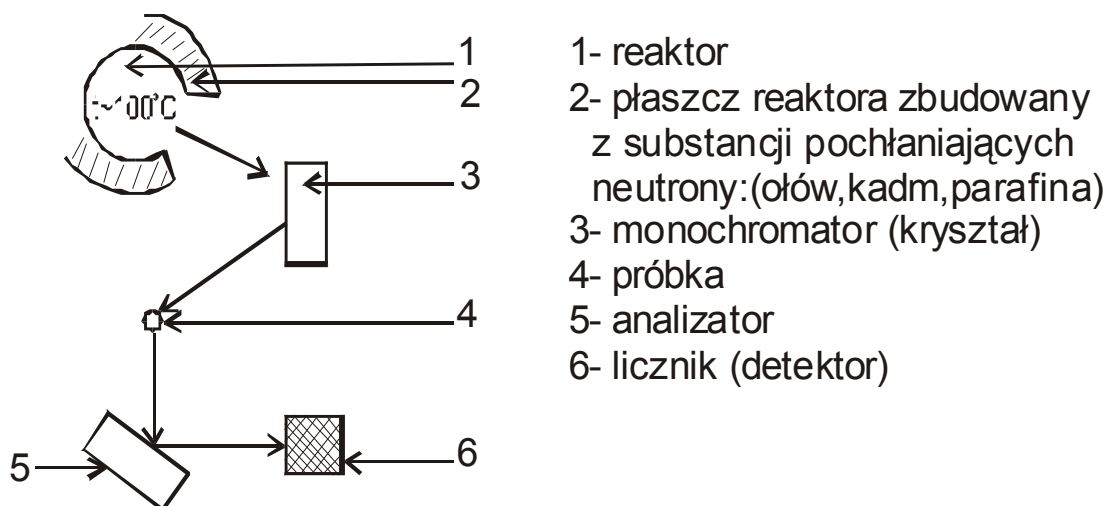 1
2
3
4
5
6
1- reaktor
2- płaszcz reaktora zbudowany
z substancji pochłaniających
neutrony:(ołów,kadm,parafina)
3- monochromator (kryształ)
4- próbka
5- analizator
6- licznik (detektor)